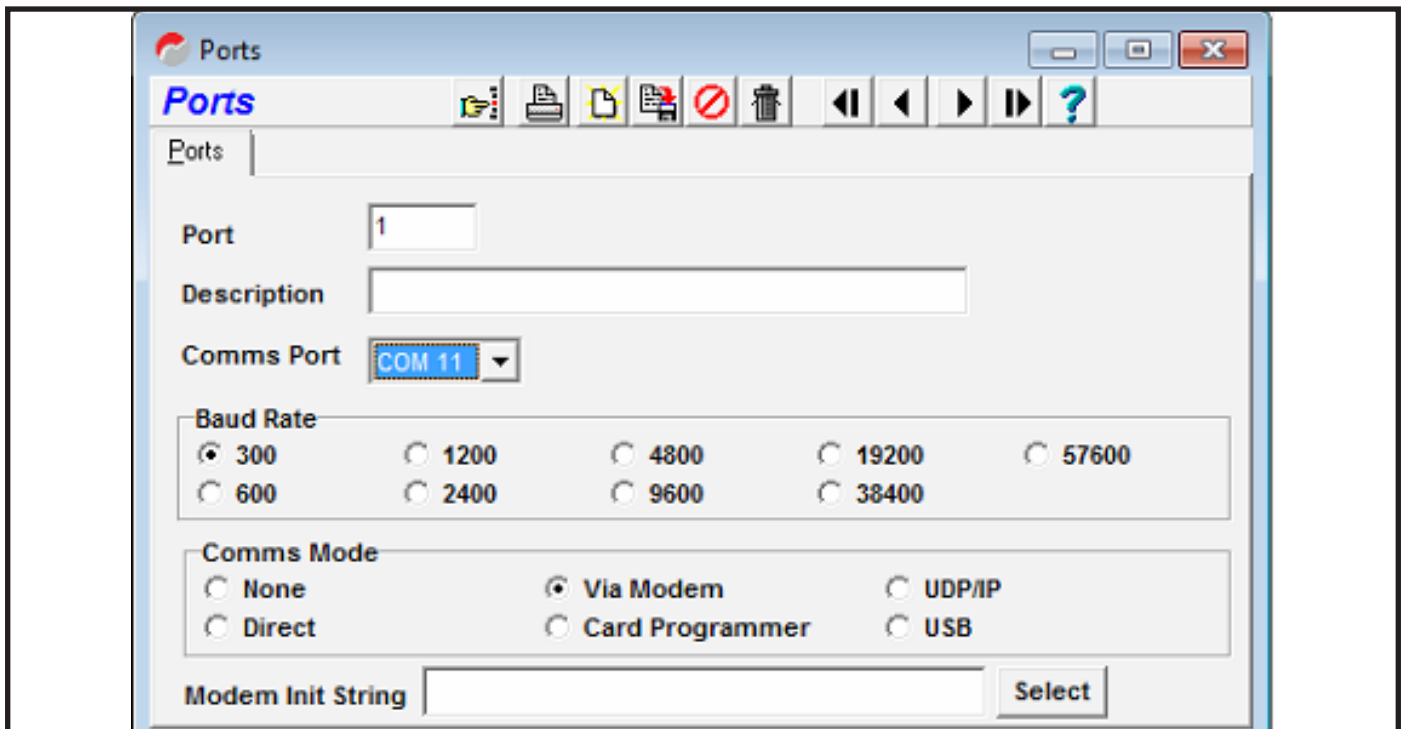 Ports
Ports
?
Ports
Port 1
Description
Comms Port COM 11
Baud Rate
300 1200 4800 19200 57600
600 2400 9600 38400
Comms Mode
None Via Modem UDP/IP
Direct Card Programmer USB
Modem Init String Select